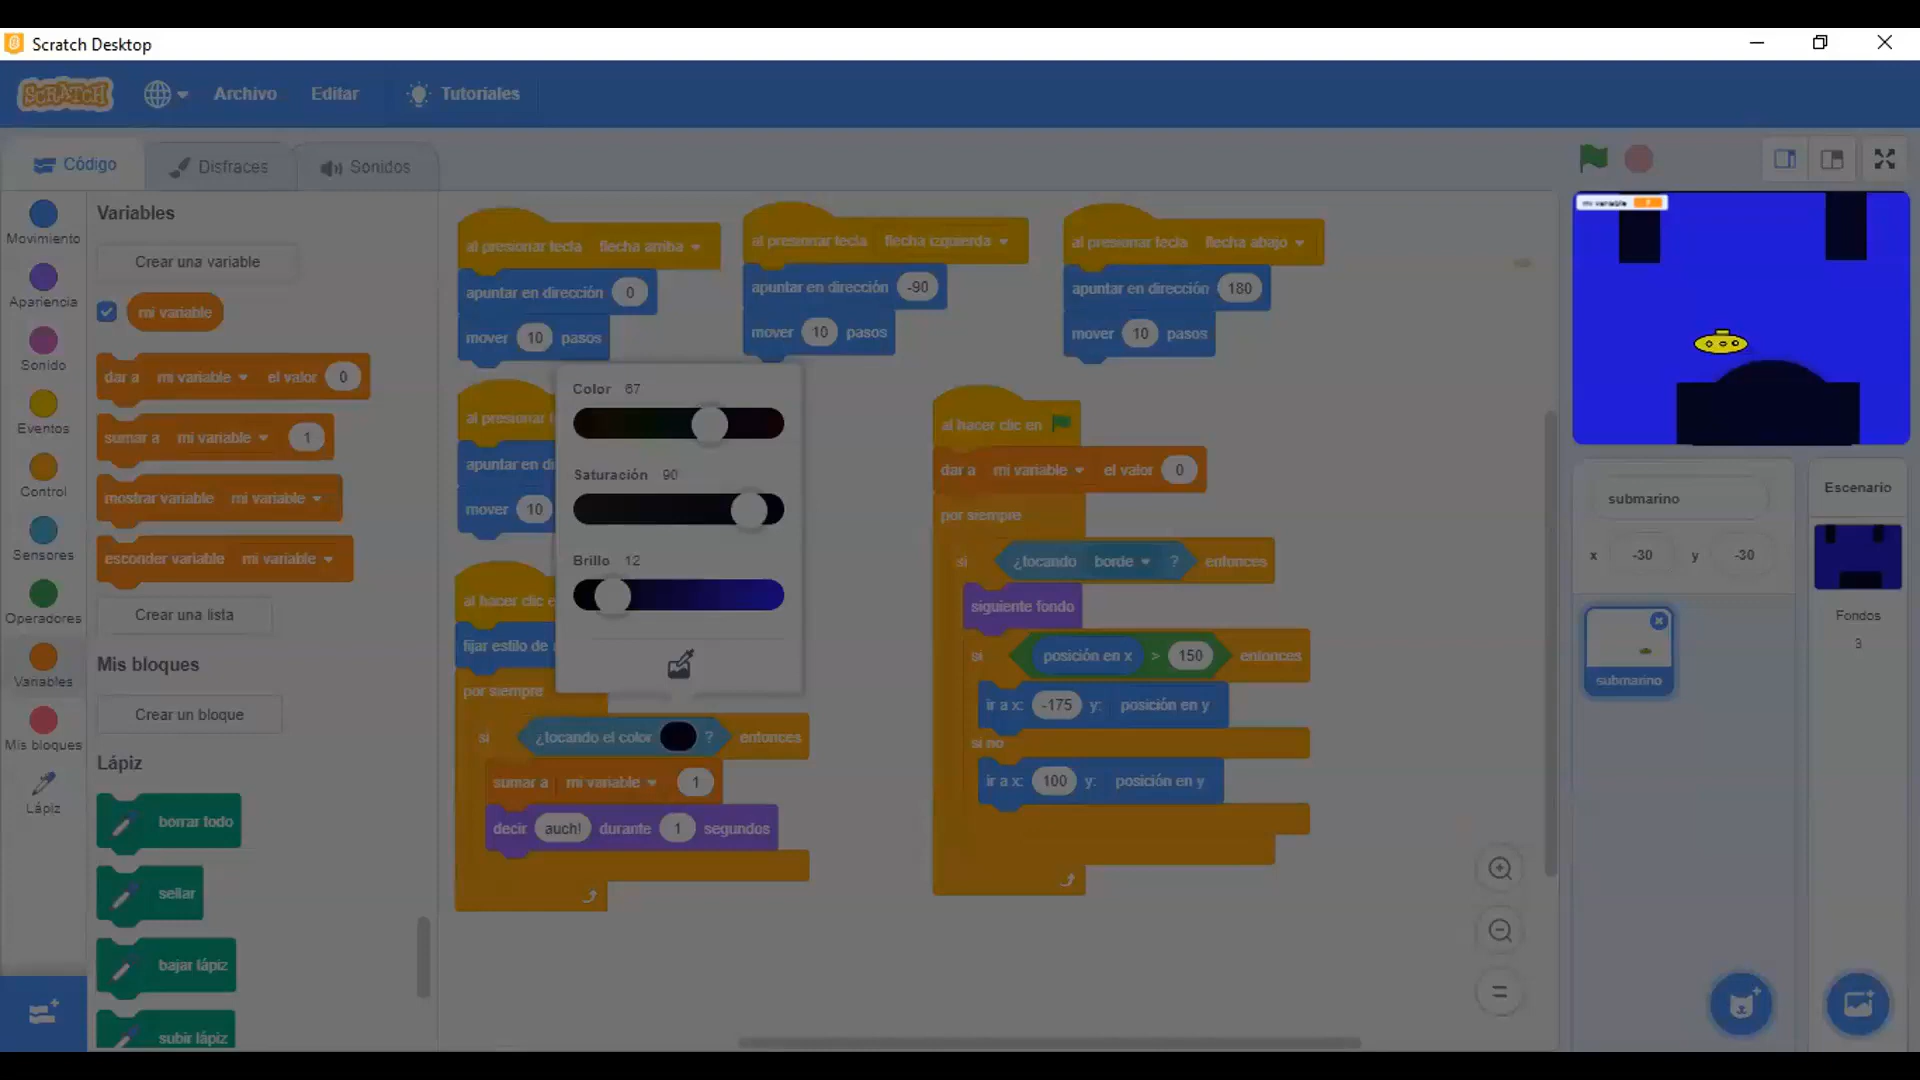 Scratch Desktop
SCRATCH
Archivo
Editar
Tutoriales
Código
Disfraces
Sonidos
Movimiento
Apariencia
Sonido
Eventos
Control
Sensores
Operadores
Variables
Mis bloques
Lápiz
Variables
Crear una variable
mi variable
dar a mi variable el valor 0
sumar a mi variable 1
mostrar variable mi variable
esconder variable mi variable
Crear una lista
Mis bloques
Crear un bloque
Lápiz
borrar todo
sellar
bajar lápiz
subir lápiz
al presionar tecla flecha arriba
apuntar en dirección 0
mover 10 pasos
al presionar tecla flecha izquierda
apuntar en dirección -90
mover 10 pasos
al presionar tecla flecha abajo
apuntar en dirección 180
mover 10 pasos
al presionar
apuntar en di
mover 10
Color 67
Saturación 90
Brillo 12
al hacer clic e
fijar estilo de
por siempre
si ¿tocando el color ? entonces
sumar a mi variable 1
decir auch! durante 1 segundos
al hacer clic en
dar a mi variable el valor 0
por siempre
si ¿tocando borde ? entonces
siguiente fondo
si posición en x > 150 entonces
ir a x: -175 y: posición en y
si no
ir a x: 100 y: posición en y
mi variable
submarino
x -30 y -30
submarino
Escenario
Fondos
3